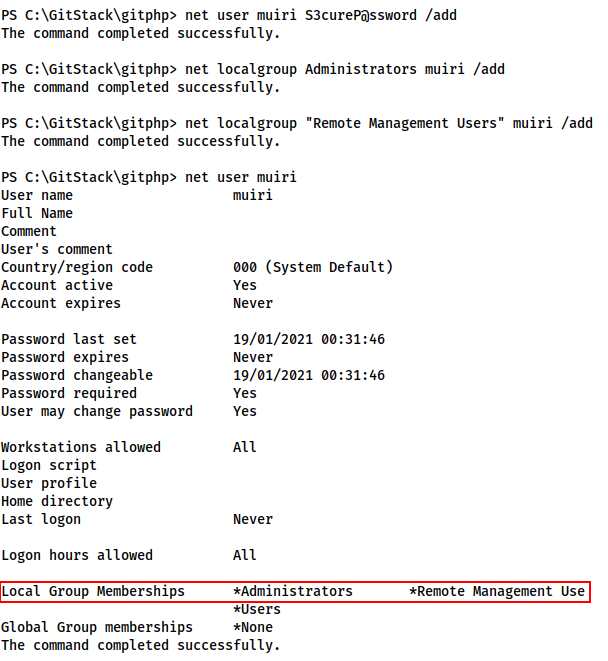 PS C:\GitStack\gitphp> net user muiri S3cureP@ssword /add
The command completed successfully.
PS C:\GitStack\gitphp> net localgroup Administrators muiri /add
The command completed successfully.
PS C:\GitStack\gitphp> net localgroup "Remote Management Users" muiri /add
The command completed successfully.
PS C:\GitStack\gitphp> net user muiri
User name                    muiri
Full Name
Comment
User's comment
Country/region code          000 (System Default)
Account active               Yes
Account expires              Never
Password last set            19/01/2021 00:31:46
Password expires             Never
Password changeable          19/01/2021 00:31:46
Password required            Yes
User may change password     Yes
Workstations allowed         All
Logon script
User profile
Home directory
Last logon                   Never
Logon hours allowed          All
Local Group Memberships      *Administrators       *Remote Management Use
                             *Users
Global Group memberships     *None
The command completed successfully.